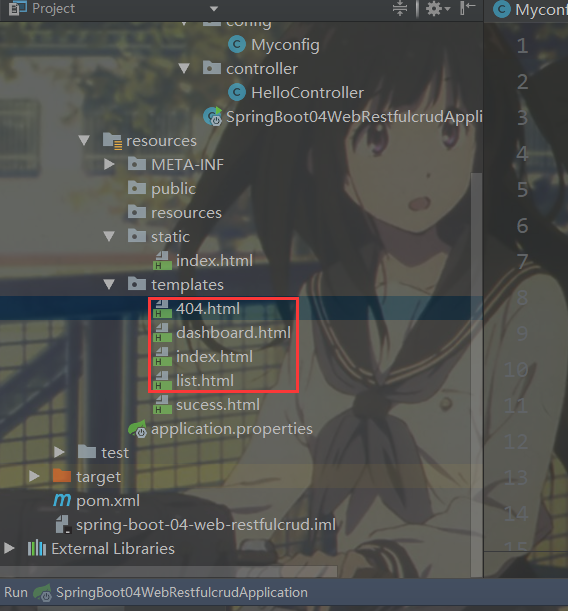 Project
Myconf
config
Myconfig
controller
HelloController
SpringBoot04WebRestfulcrudAppli
resources
META-INF
public
resources
static
index.html
templates
404.html
dashboard.html
index.html
list.html
sucess.html
application.properties
test
target
pom.xml
spring-boot-04-web-restfulcrud.iml
External Libraries
1
2
3
4
5
6
7
8
9
10
11
12
13
14
15
Run SpringBoot04WebRestfulcrudApplication